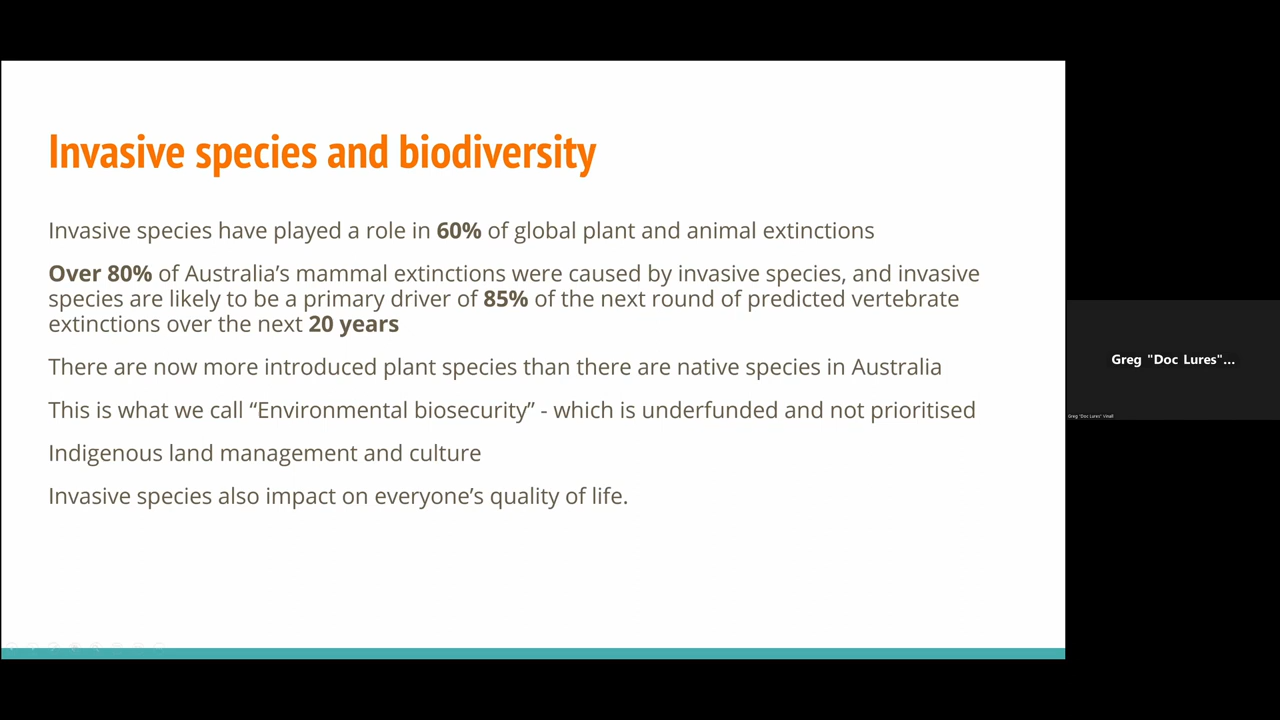 Invasive species and biodiversity
Invasive species have played a role in 60% of global plant and animal extinctions
Over 80% of Australia’s mammal extinctions were caused by invasive species, and invasive
species are likely to be a primary driver of 85% of the next round of predicted vertebrate
extinctions over the next 20 years
There are now more introduced plant species than there are native species in Australia
This is what we call “Environmental biosecurity” - which is underfunded and not prioritised
Indigenous land management and culture
Invasive species also impact on everyone’s quality of life.
Greg "Doc Lures"...
Greg "Doc Lures" Vinall